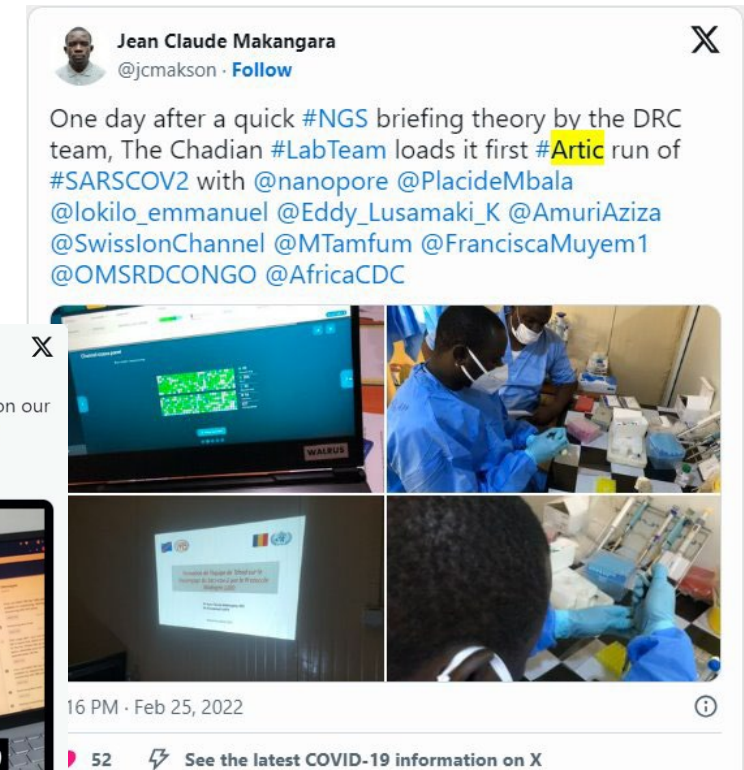 Jean Claude Makangara
@jcmakson · Follow
One day after a quick #NGS briefing theory by the DRC
team, The Chadian #LabTeam loads it first #Artic run of
#SARSCOV2 with @nanopore @PlacideMbala
@lokilo_emmanuel @Eddy_Lusamaki_K @AmuriAziza
@SwissIonChannel @MTamfum @FranciscaMuyem1
@OMSRDCONGO @AfricaCDC
on our
WALRUS
16 PM · Feb 25, 2022
52 See the latest COVID-19 information on X